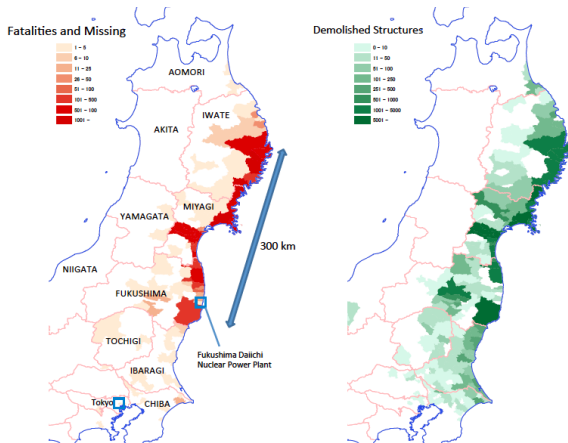 Fatalities and Missing
1 - 5
6 - 10
11 - 25
26 - 50
51 - 100
101 - 500
501 - 100
1001 -
AOMORI
IWATE
AKITA
MIYAGI
YAMAGATA
300 km
NIIGATA
FUKUSHIMA
Fukushima Daiichi
Nuclear Power Plant
TOCHIGI
IBARAGI
Tokyo
CHIBA
Demolished Structures
0 - 10
11 - 50
51 - 100
101 - 250
251 - 500
501 - 1000
1001 - 5000
5001 -